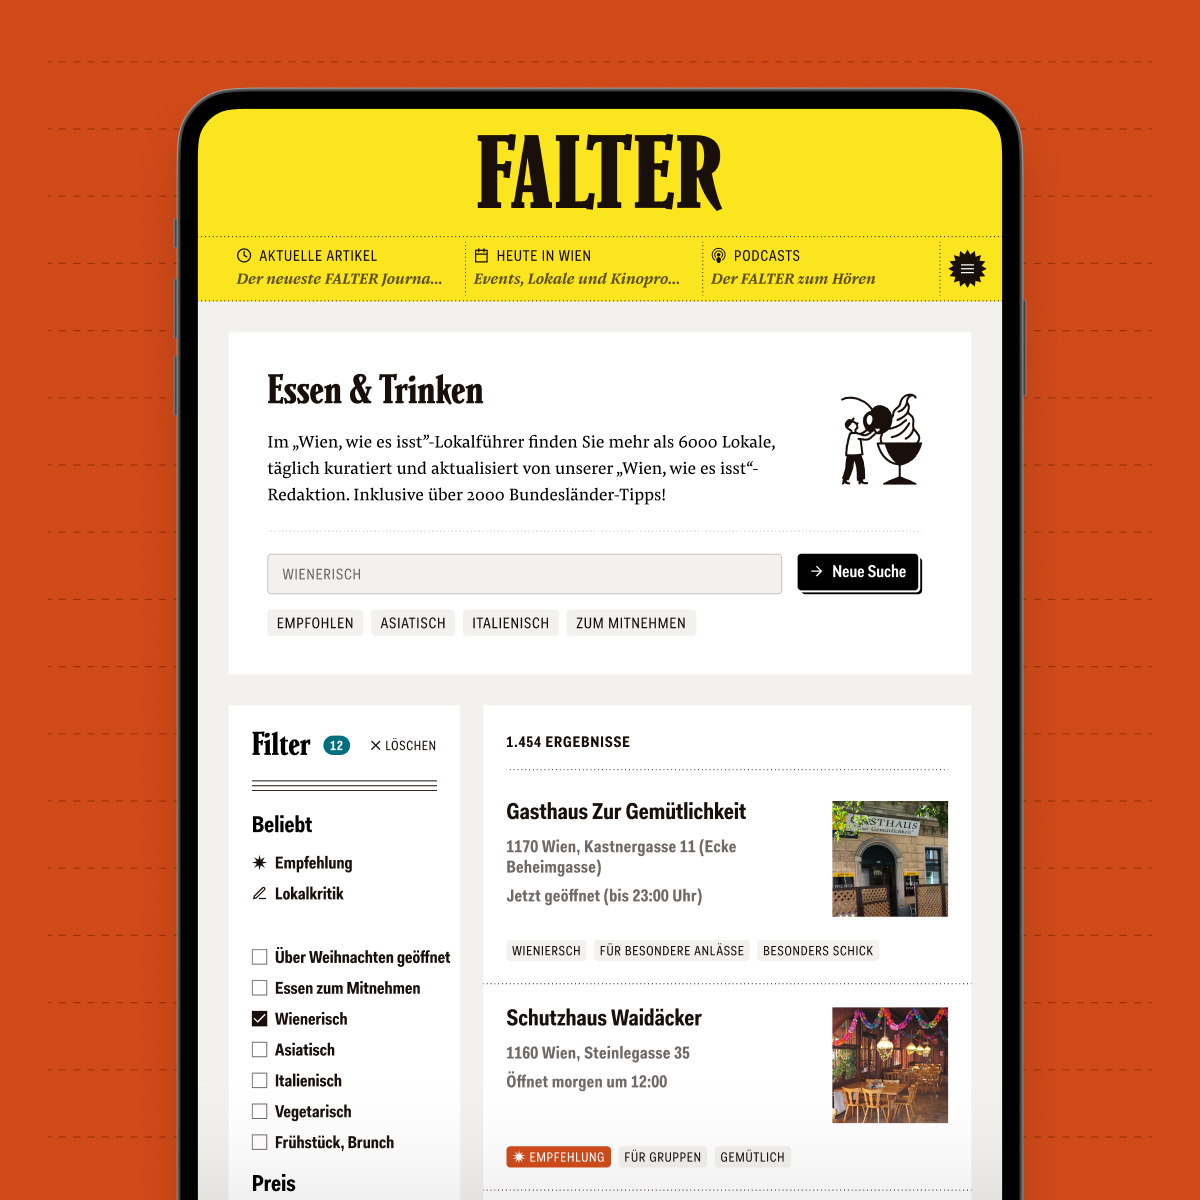 FALTER
AKTUELLE ARTIKEL
Der neueste FALTER Journa...
HEUTE IN WIEN
Events, Lokale und Kinopro...
PODCASTS
Der FALTER zum Hören
Essen & Trinken
Im „Wien, wie es isst”-Lokalführer finden Sie mehr als 6000 Lokale,
täglich kuratiert und aktualisiert von unserer „Wien, wie es isst“-
Redaktion. Inklusive über 2000 Bundesländer-Tipps!
WIENERISCH
Neue Suche
EMPFOHLEN
ASIATISCH
ITALIENISCH
ZUM MITNEHMEN
Filter
12
LÖSCHEN
Beliebt
Empfehlung
Lokalkritik
Über Weihnachten geöffnet
Essen zum Mitnehmen
Wienerisch
Asiatisch
Italienisch
Vegetarisch
Frühstück, Brunch
Preis
1.454 ERGEBNISSE
Gasthaus Zur Gemütlichkeit
1170 Wien, Kastnergasse 11 (Ecke
Beheimgasse)
Jetzt geöffnet (bis 23:00 Uhr)
GASTHAUS
zur Gemütlichkeit
WIENIERSCH
FÜR BESONDERE ANLÄSSE
BESONDERS SCHICK
Schutzhaus Waidäcker
1160 Wien, Steinlegasse 35
Öffnet morgen um 12:00
EMPFEHLUNG
FÜR GRUPPEN
GEMÜTLICH